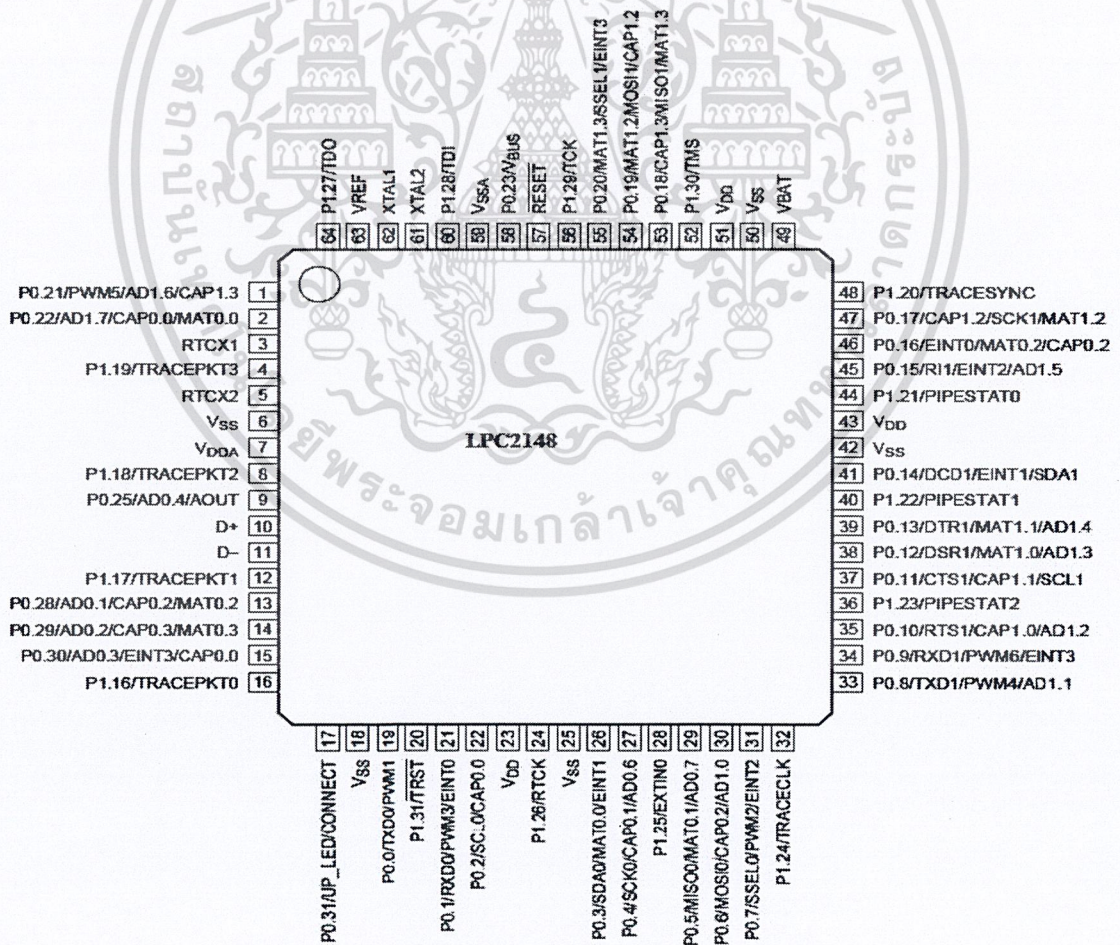 P1.27/TDO
VREF
XTAL1
XTAL2
P1.28/TDI
VSSA
P0.23/VBUS
RESET
P1.29/TCK
P0.20/MAT1.3/SSEL1/EINT3
P0.19/MAT1.2/MOSI1/CAP1.2
P0.18/CAP1.3/MISO1/MAT1.3
P1.30/TMS
VDD
VSS
VBAT
64 63 62 61 60 59 58 57 56 55 54 53 52 51 50 49
P0.21/PWM5/AD1.6/CAP1.3 1
P0.22/AD1.7/CAP0.0/MAT0.0 2
RTCX1 3
P1.19/TRACEPKT3 4
RTCX2 5
VSS 6
VDDA 7
P1.18/TRACEPKT2 8
P0.25/AD0.4/AOUT 9
D+ 10
D– 11
P1.17/TRACEPKT1 12
P0.28/AD0.1/CAP0.2/MAT0.2 13
P0.29/AD0.2/CAP0.3/MAT0.3 14
P0.30/AD0.3/EINT3/CAP0.0 15
P1.16/TRACEPKT0 16
LPC2148
48 P1.20/TRACESYNC
47 P0.17/CAP1.2/SCK1/MAT1.2
46 P0.16/EINT0/MAT0.2/CAP0.2
45 P0.15/RI1/EINT2/AD1.5
44 P1.21/PIPESTAT0
43 VDD
42 VSS
41 P0.14/DCD1/EINT1/SDA1
40 P1.22/PIPESTAT1
39 P0.13/DTR1/MAT1.1/AD1.4
38 P0.12/DSR1/MAT1.0/AD1.3
37 P0.11/CTS1/CAP1.1/SCL1
36 P1.23/PIPESTAT2
35 P0.10/RTS1/CAP1.0/AD1.2
34 P0.9/RXD1/PWM6/EINT3
33 P0.8/TXD1/PWM4/AD1.1
17 18 19 20 21 22 23 24 25 26 27 28 29 30 31 32
P0.31/UP_LED/CONNECT
VSS
P0.0/TXD0/PWM1
P1.31/TRST
P0.1/RXD0/PWM3/EINT0
P0.2/SCL0/CAP0.0
VDD
P1.26/RTCK
VSS
P0.3/SDA0/MAT0.0/EINT1
P0.4/SCK0/CAP0.1/AD0.6
P1.25/EXTIN0
P0.5/MISO0/MAT0.1/AD0.7
P0.6/MOSI0/CAP0.2/AD1.0
P0.7/SSEL0/PWM2/EINT2
P1.24/TRACECLK